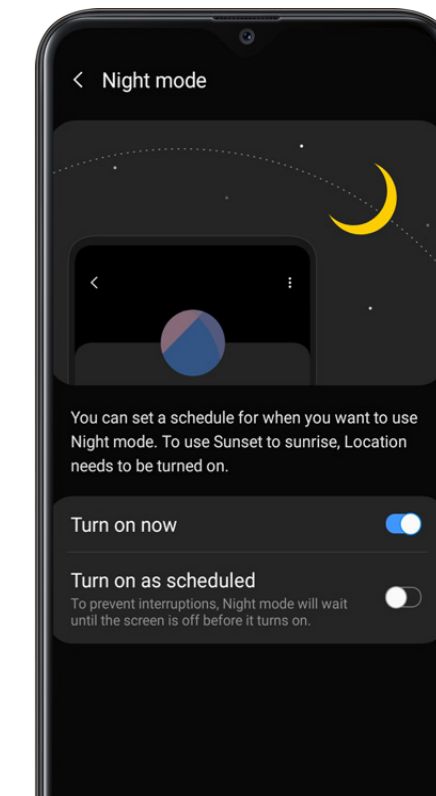 Night mode
You can set a schedule for when you want to use
Night mode. To use Sunset to sunrise, Location
needs to be turned on.
Turn on now
Turn on as scheduled
To prevent interruptions, Night mode will wait
until the screen is off before it turns on.